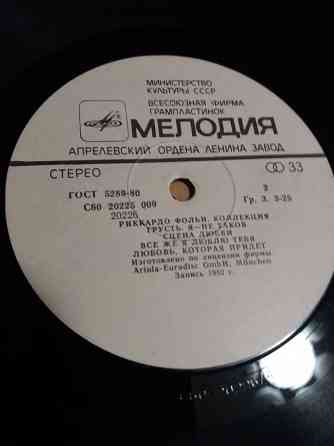 МИНИСТЕРСТВО
КУЛЬТУРЫ СССР
ВСЕСОЮЗНАЯ ФИРМА
ГРАМПЛАСТИНОК
МЕЛОДИЯ
АПРЕЛЕВСКИЙ ОРДЕНА ЛЕНИНА ЗАВОД
СТЕРЕО 33
ГОСТ 5289-80 2
С60 20225 009 Гр. 3. 3-25
20226
РИККАРДО ФОЛЬИ. КОЛЛЕКЦИЯ
ГРУСТЬ. Я—НЕ ТАКОВ
СЦЕНА ЛЮБВИ
ВСЕ ЖЕ Я ЛЮБЛЮ ТЕБЯ
ЛЮБОВЬ, КОТОРАЯ ПРИДЕТ
Изготовлено по лицензии фирмы
Ariola-Eurodisc GmbH, München
Запись 1982 г.